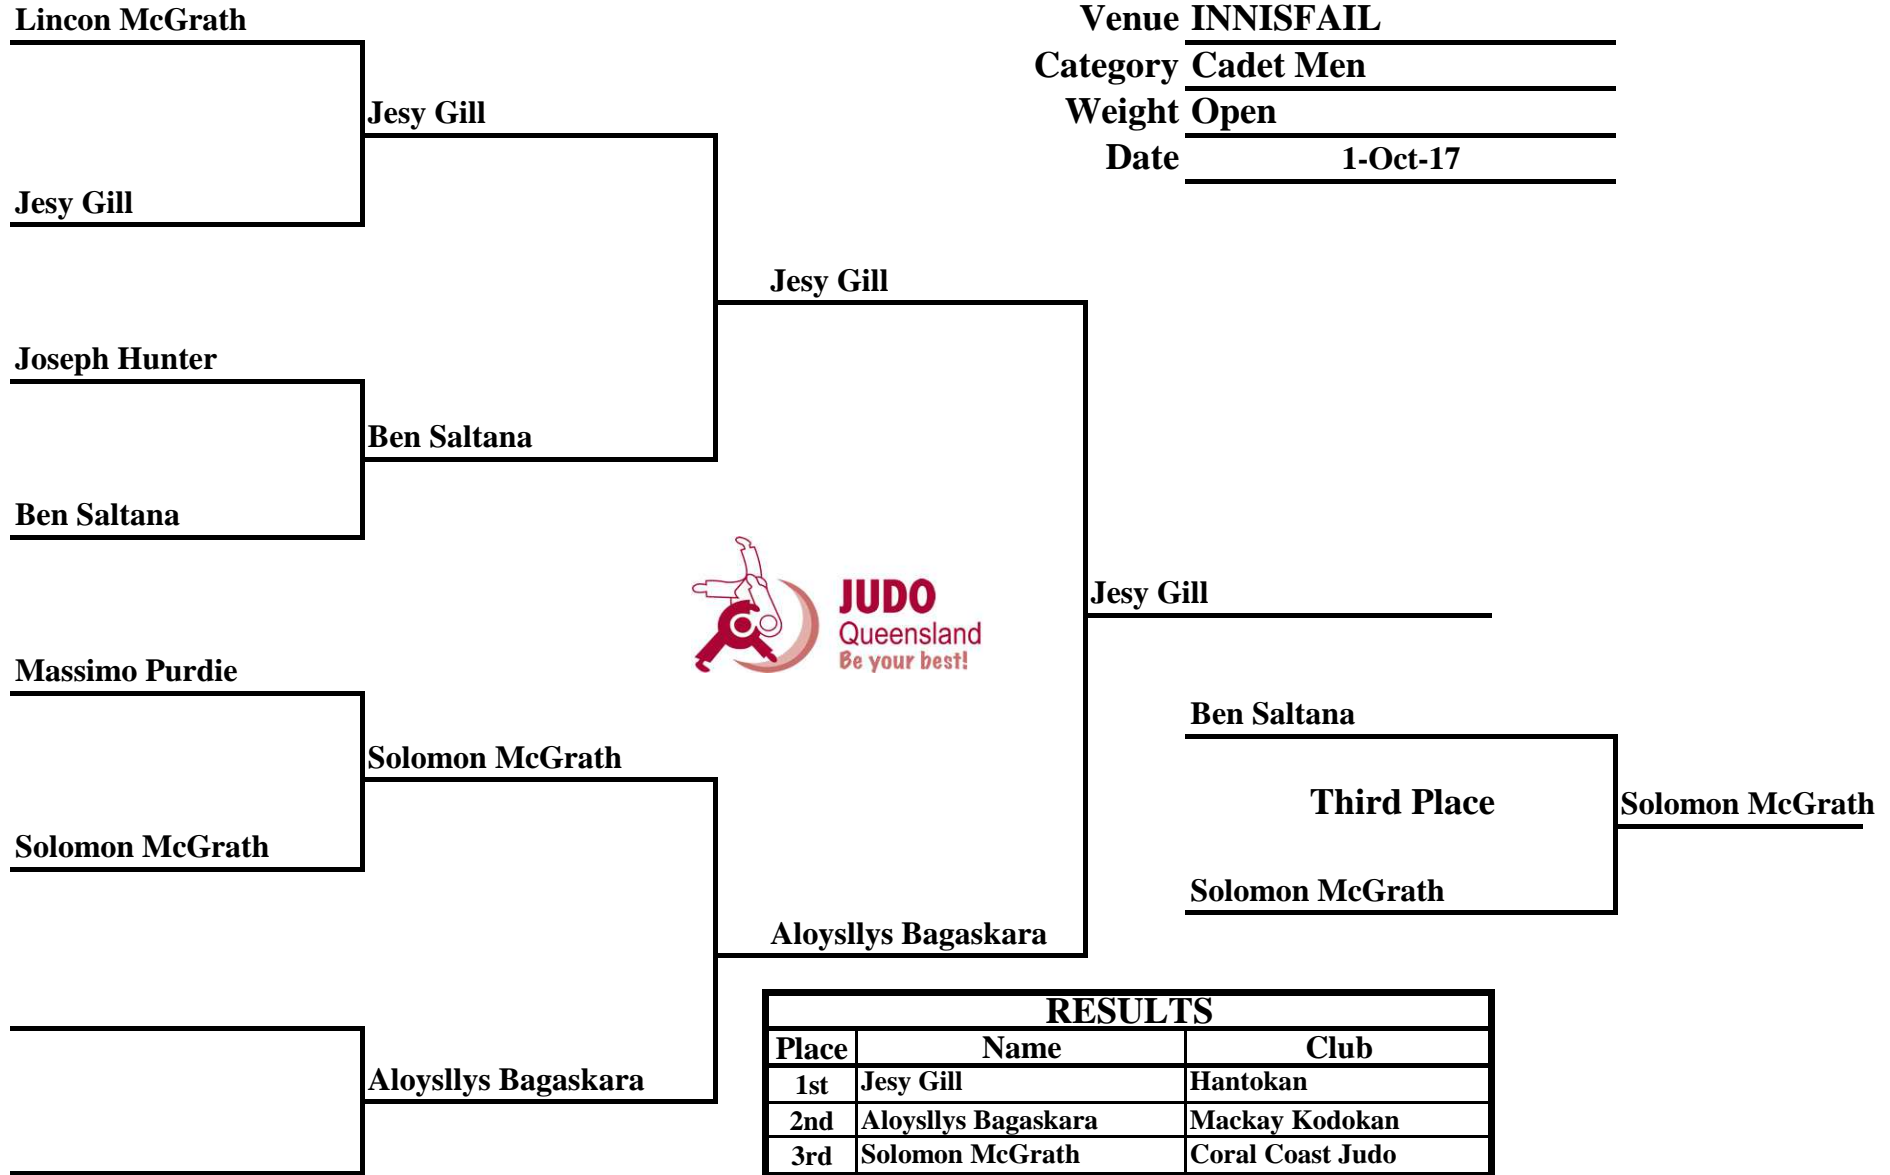 Lincon McGrath
Venue INNISFAIL
Category Cadet Men
Weight Open
Date 1-Oct-17
Jesy Gill
Jesy Gill
Jesy Gill
Joseph Hunter
Ben Saltana
Ben Saltana
JUDO
Queensland
Be your best!
Jesy Gill
Massimo Purdie
Solomon McGrath
Solomon McGrath
Ben Saltana
Third Place
Solomon McGrath
Solomon McGrath
Aloysllys Bagaskara
Aloysllys Bagaskara
RESULTS
Place Name Club
1st Jesy Gill Hantokan
2nd Aloysllys Bagaskara Mackay Kodokan
3rd Solomon McGrath Coral Coast Judo